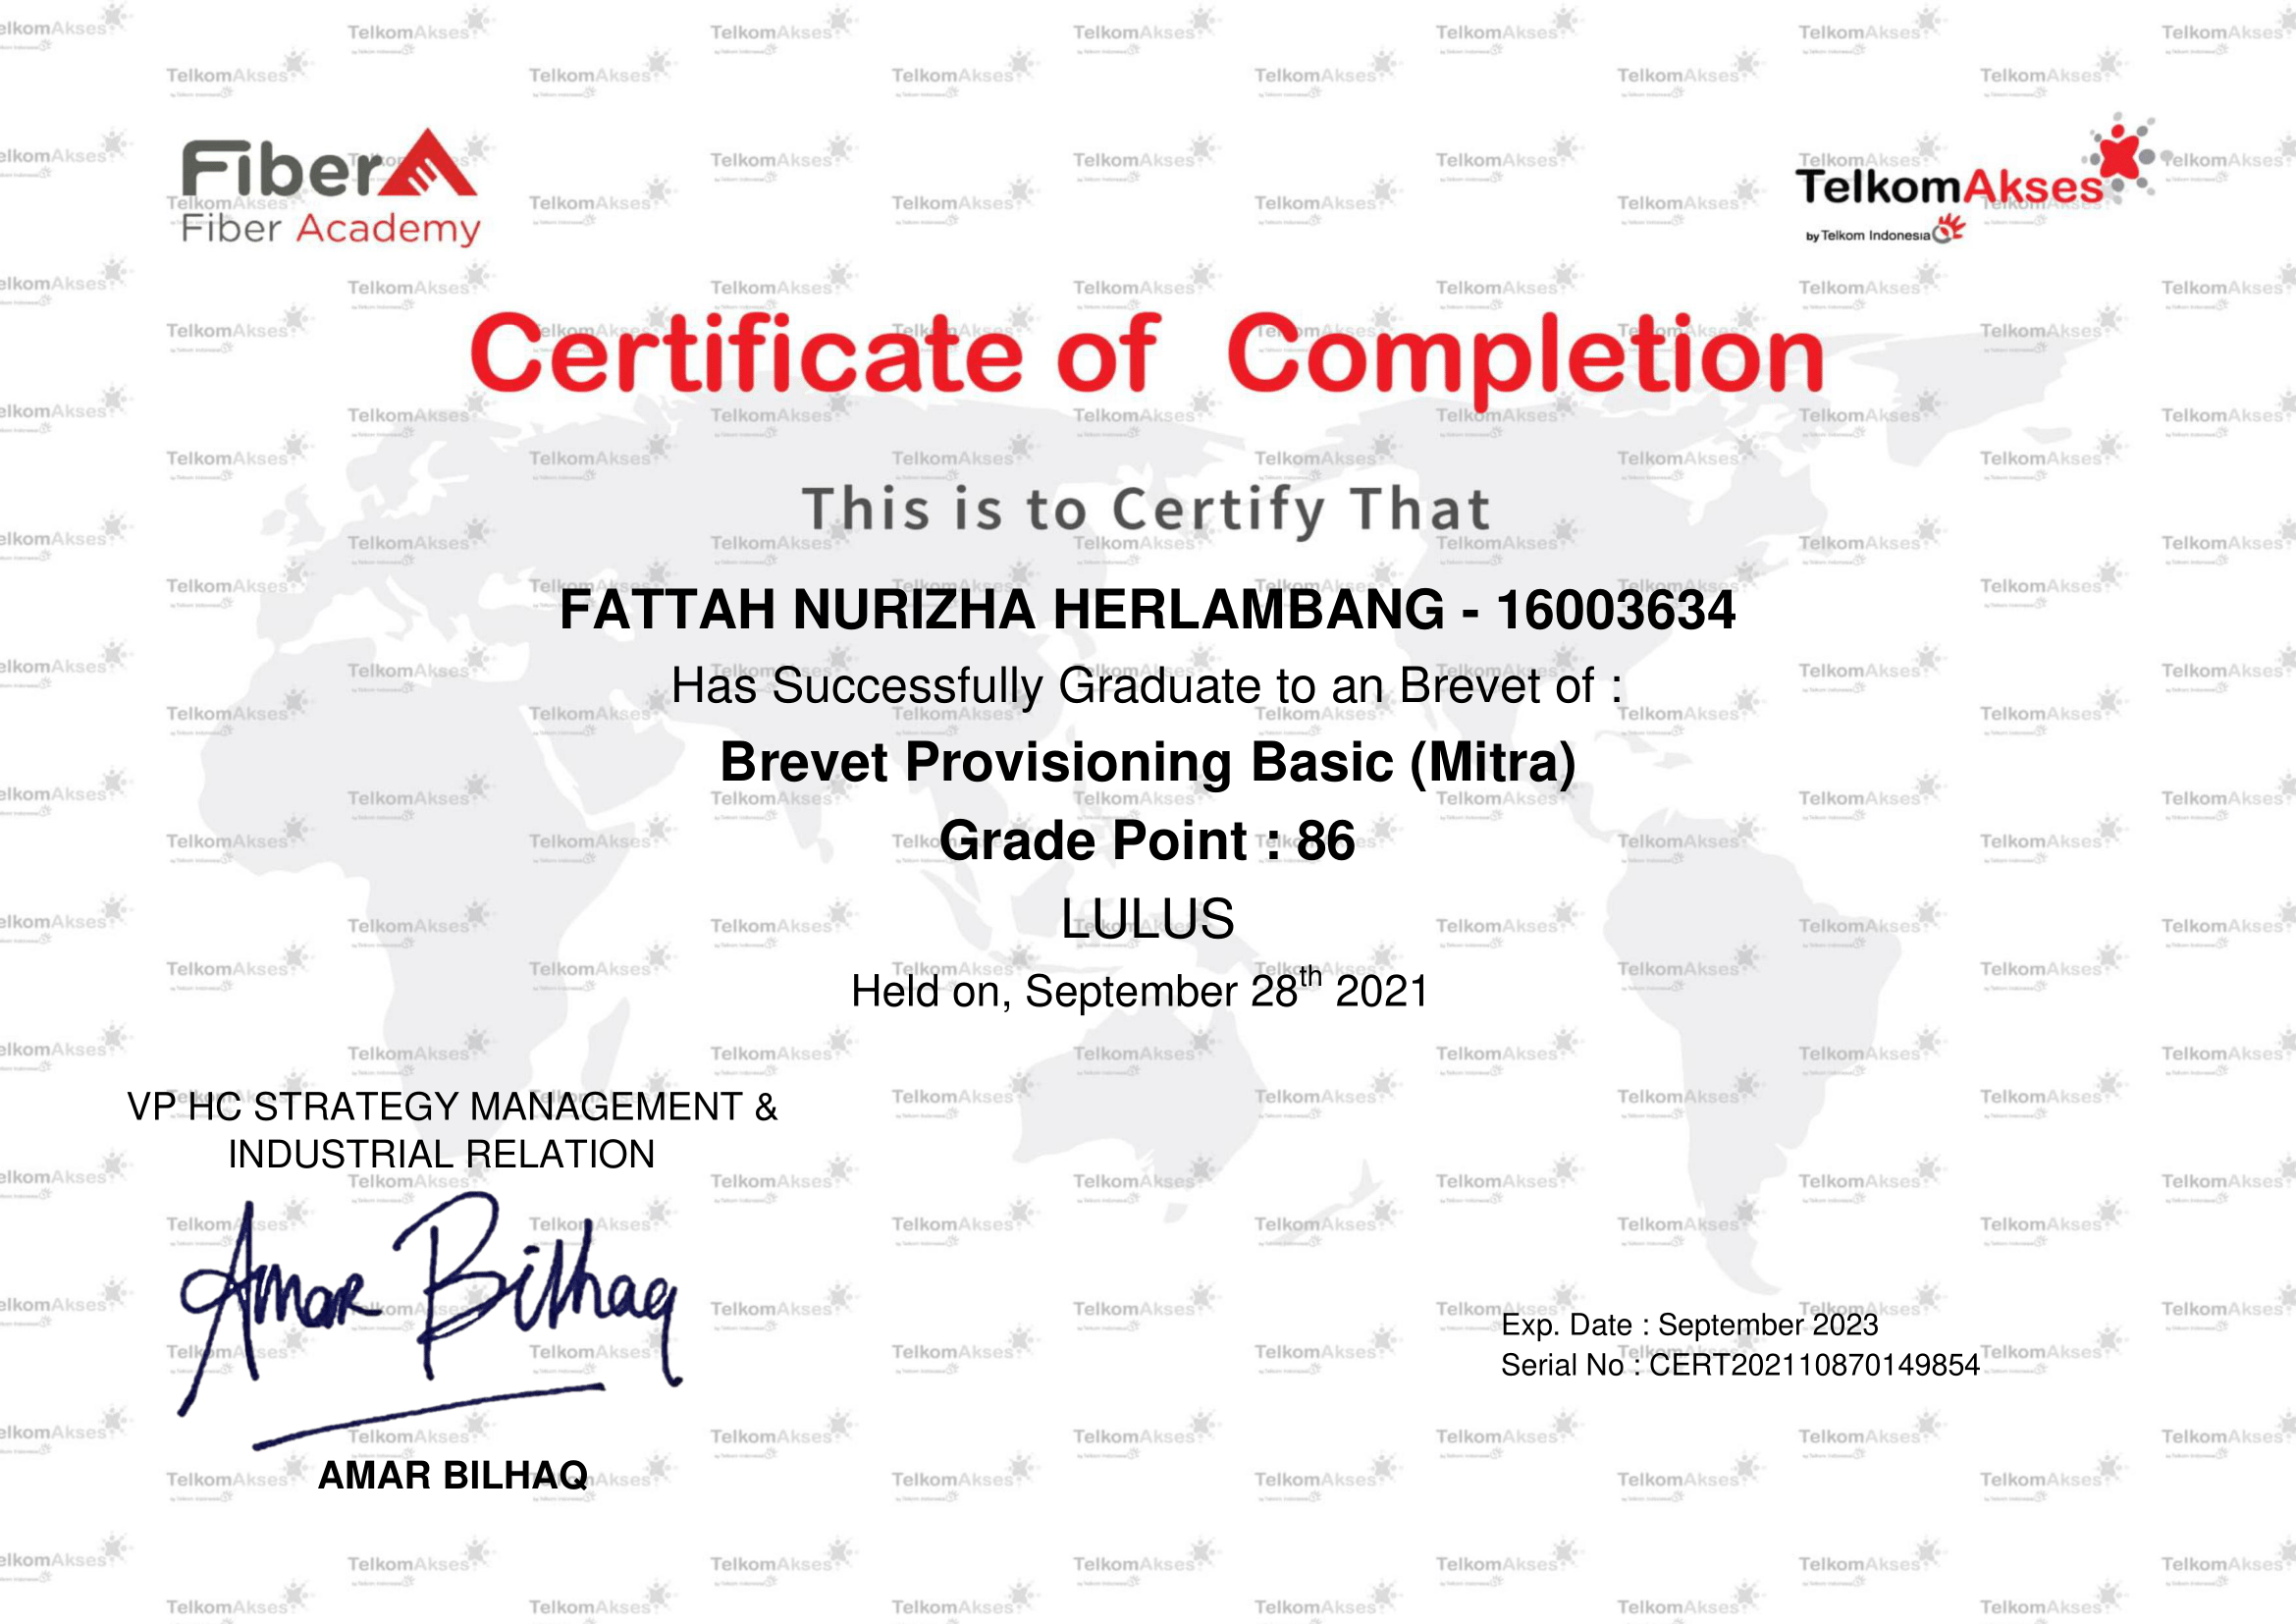 Fiber
Fiber Academy
TelkomAkses
by Telkom Indonesia
Certificate of Completion
This is to Certify That
FATTAH NURIZHA HERLAMBANG - 16003634
Has Successfully Graduate to an Brevet of :
Brevet Provisioning Basic (Mitra)
Grade Point : 86
LULUS
Held on, September 28th 2021
VP HC STRATEGY MANAGEMENT &
INDUSTRIAL RELATION
Amar Bilhaq
AMAR BILHAQ
Exp. Date : September 2023
Serial No : CERT202110870149854